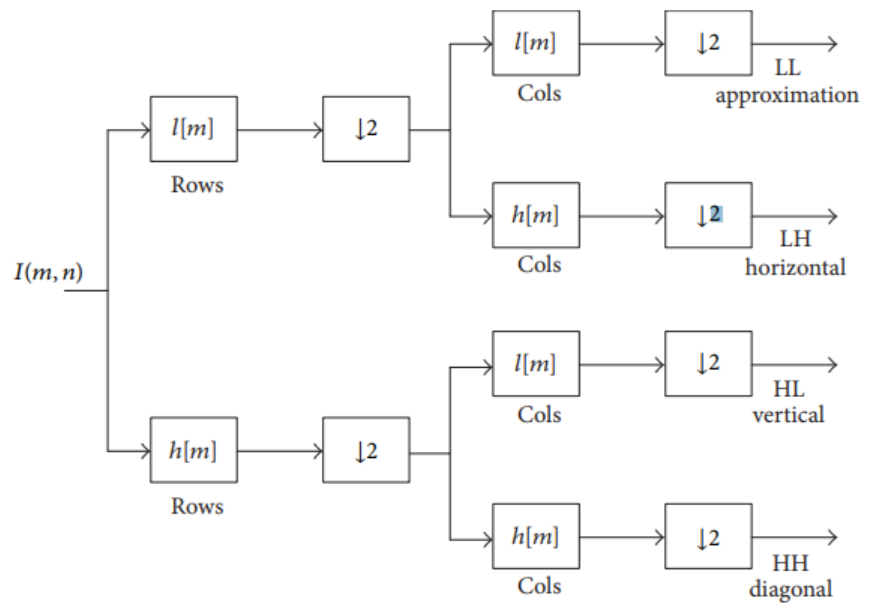 l[m]
↓2
LL
Cols
approximation
l[m]
↓2
Rows
h[m]
↓2
LH
Cols
horizontal
I(m, n)
l[m]
↓2
HL
Cols
vertical
h[m]
↓2
Rows
h[m]
↓2
HH
Cols
diagonal